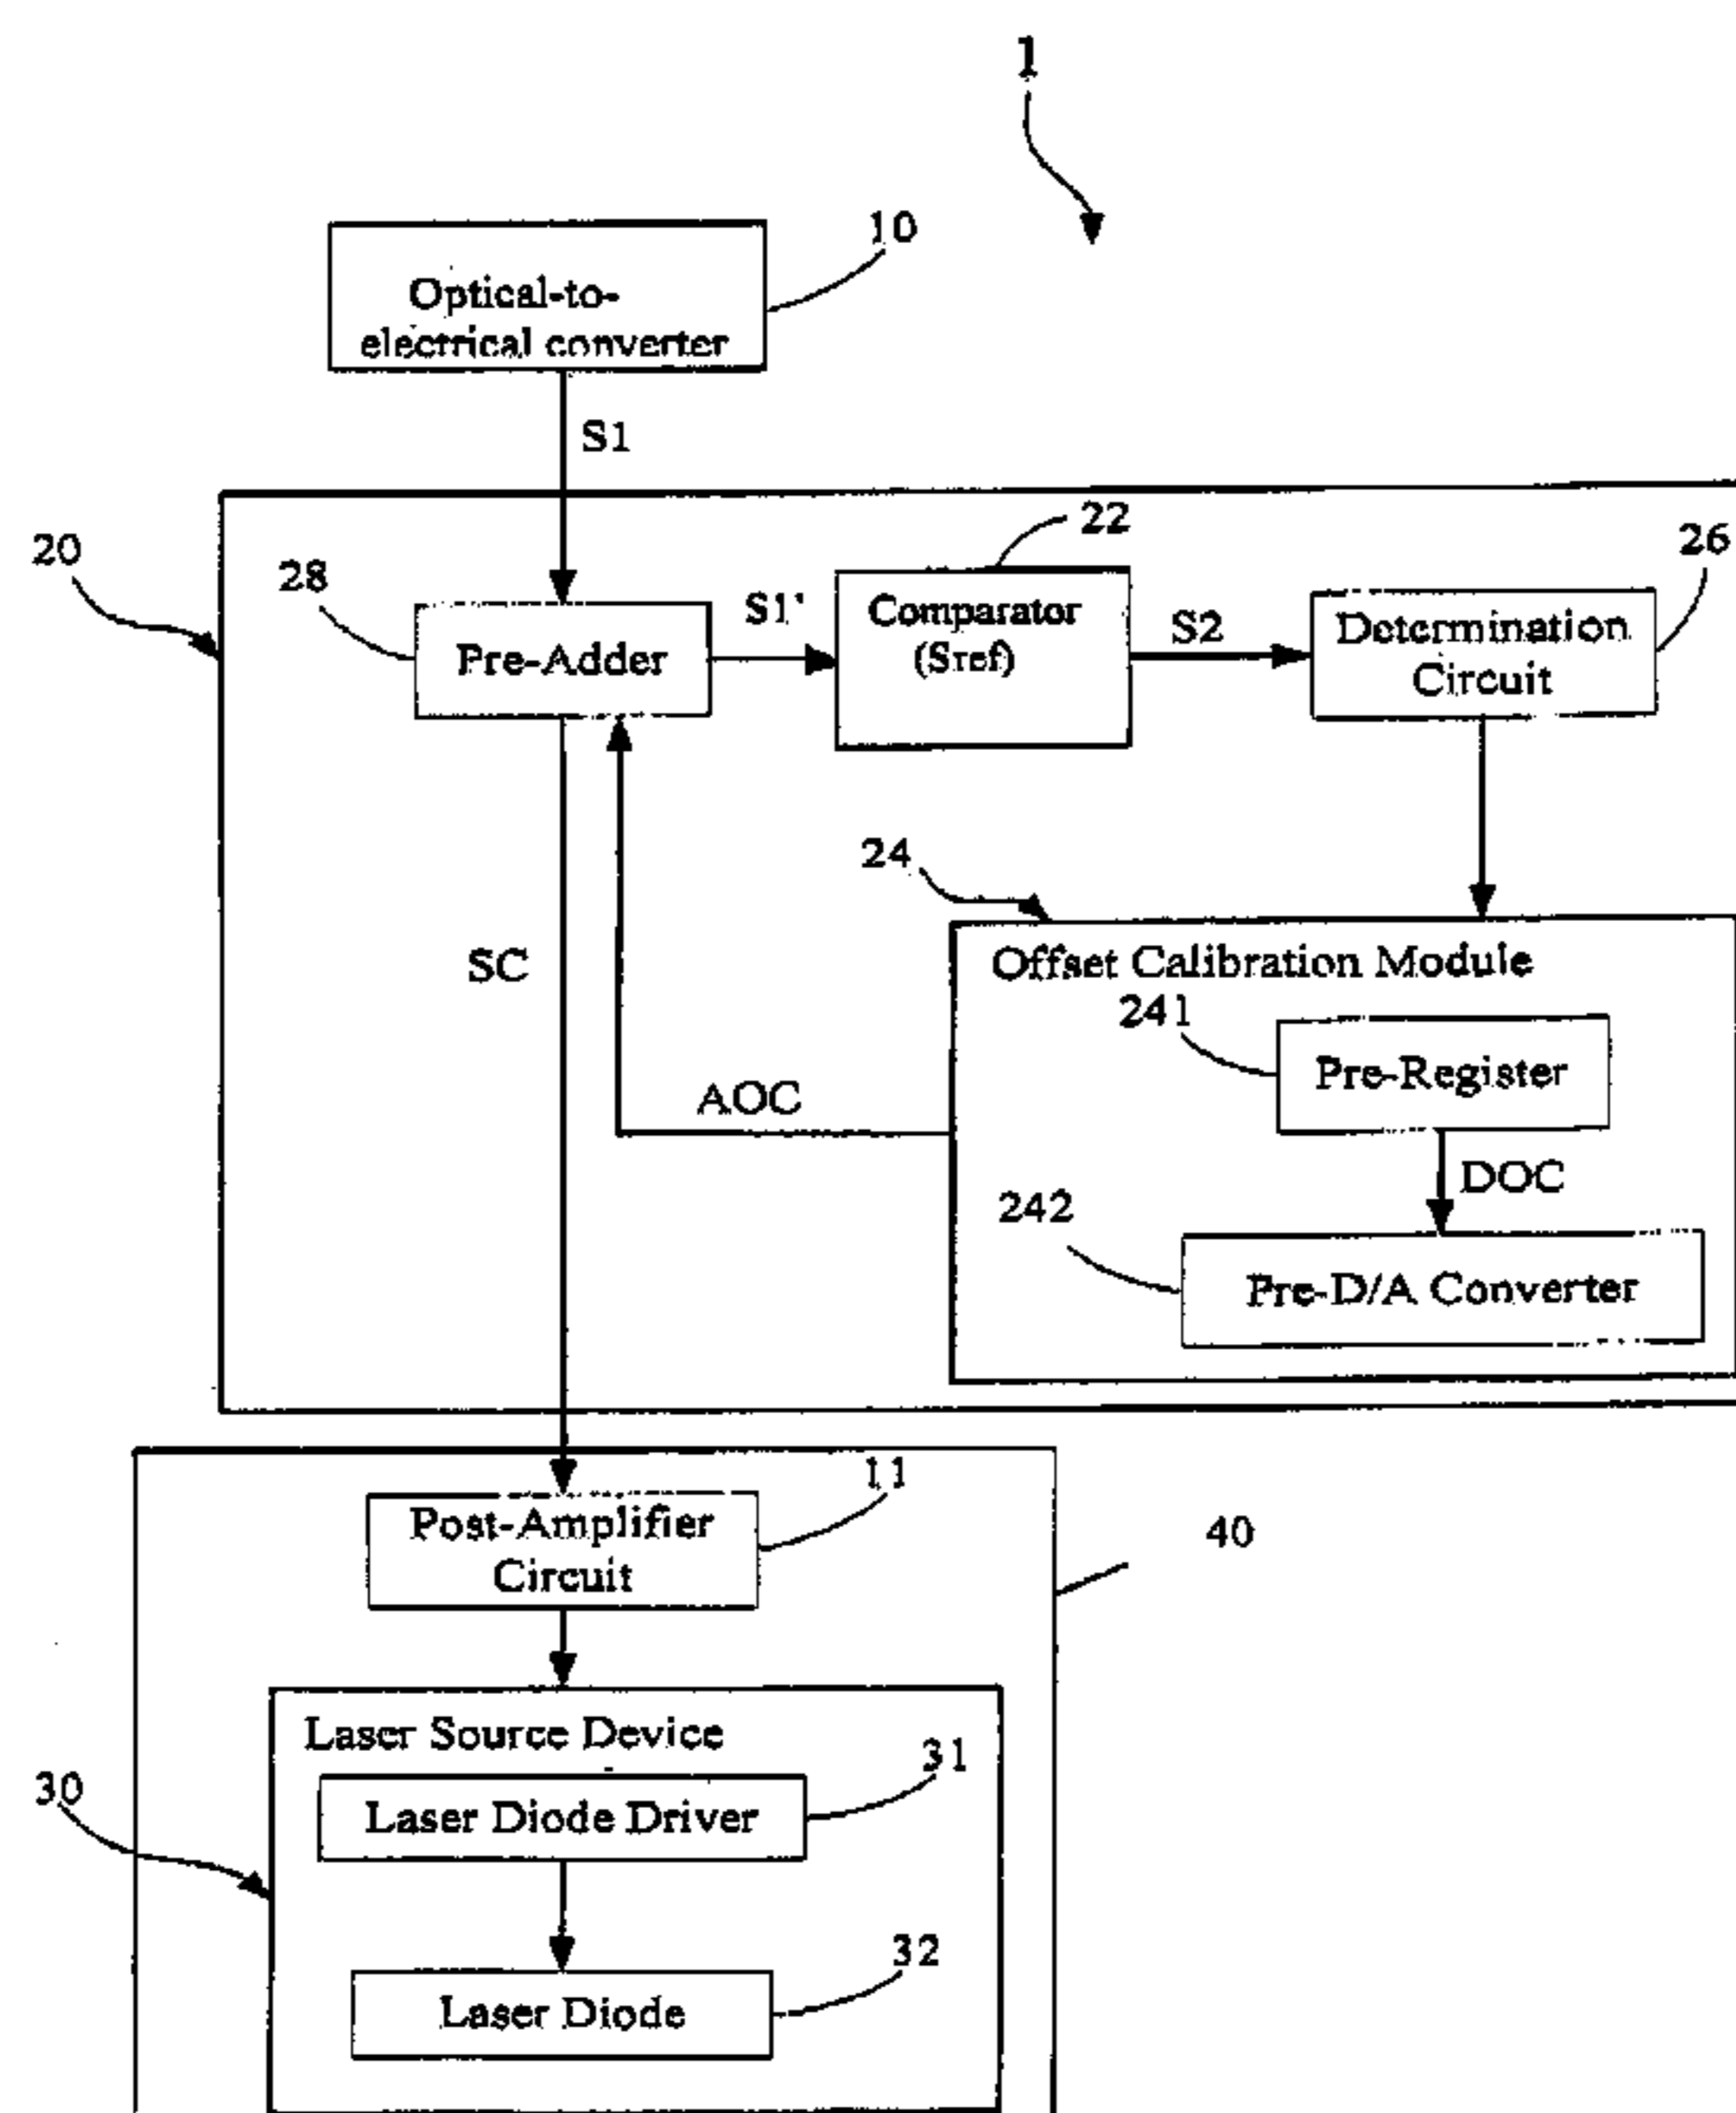 1
10
Optical-to-
electrical converter
S1
20
28
22
26
Pre-Adder
S1'
Comparator
(Sref)
S2
Determination
Circuit
24
SC
Offset Calibration Module
241
Pre-Register
AOC
DOC
242
Pre-D/A Converter
11
Post-Amplifier
Circuit
40
Laser Source Device
31
30
Laser Diode Driver
32
Laser Diode